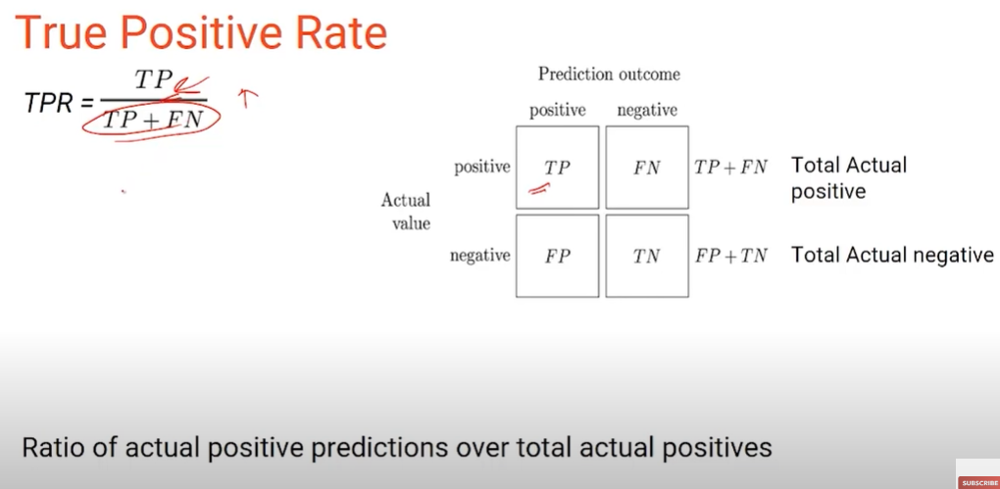 True Positive Rate
TPR = TP / TP + FN
Prediction outcome
positive negative
positive TP FN TP + FN Total Actual positive
Actual value
negative FP TN FP + TN Total Actual negative
Ratio of actual positive predictions over total actual positives
SUBSCRIBE